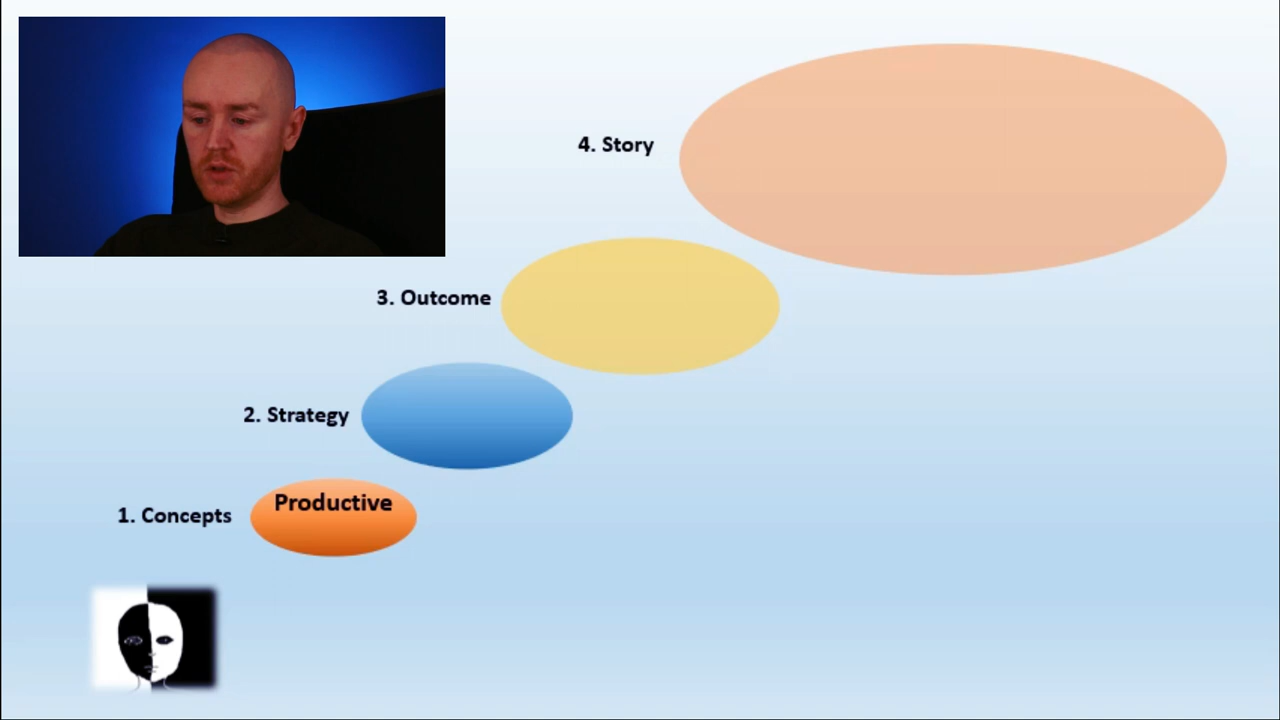 4. Story
3. Outcome
2. Strategy
1. Concepts
Productive